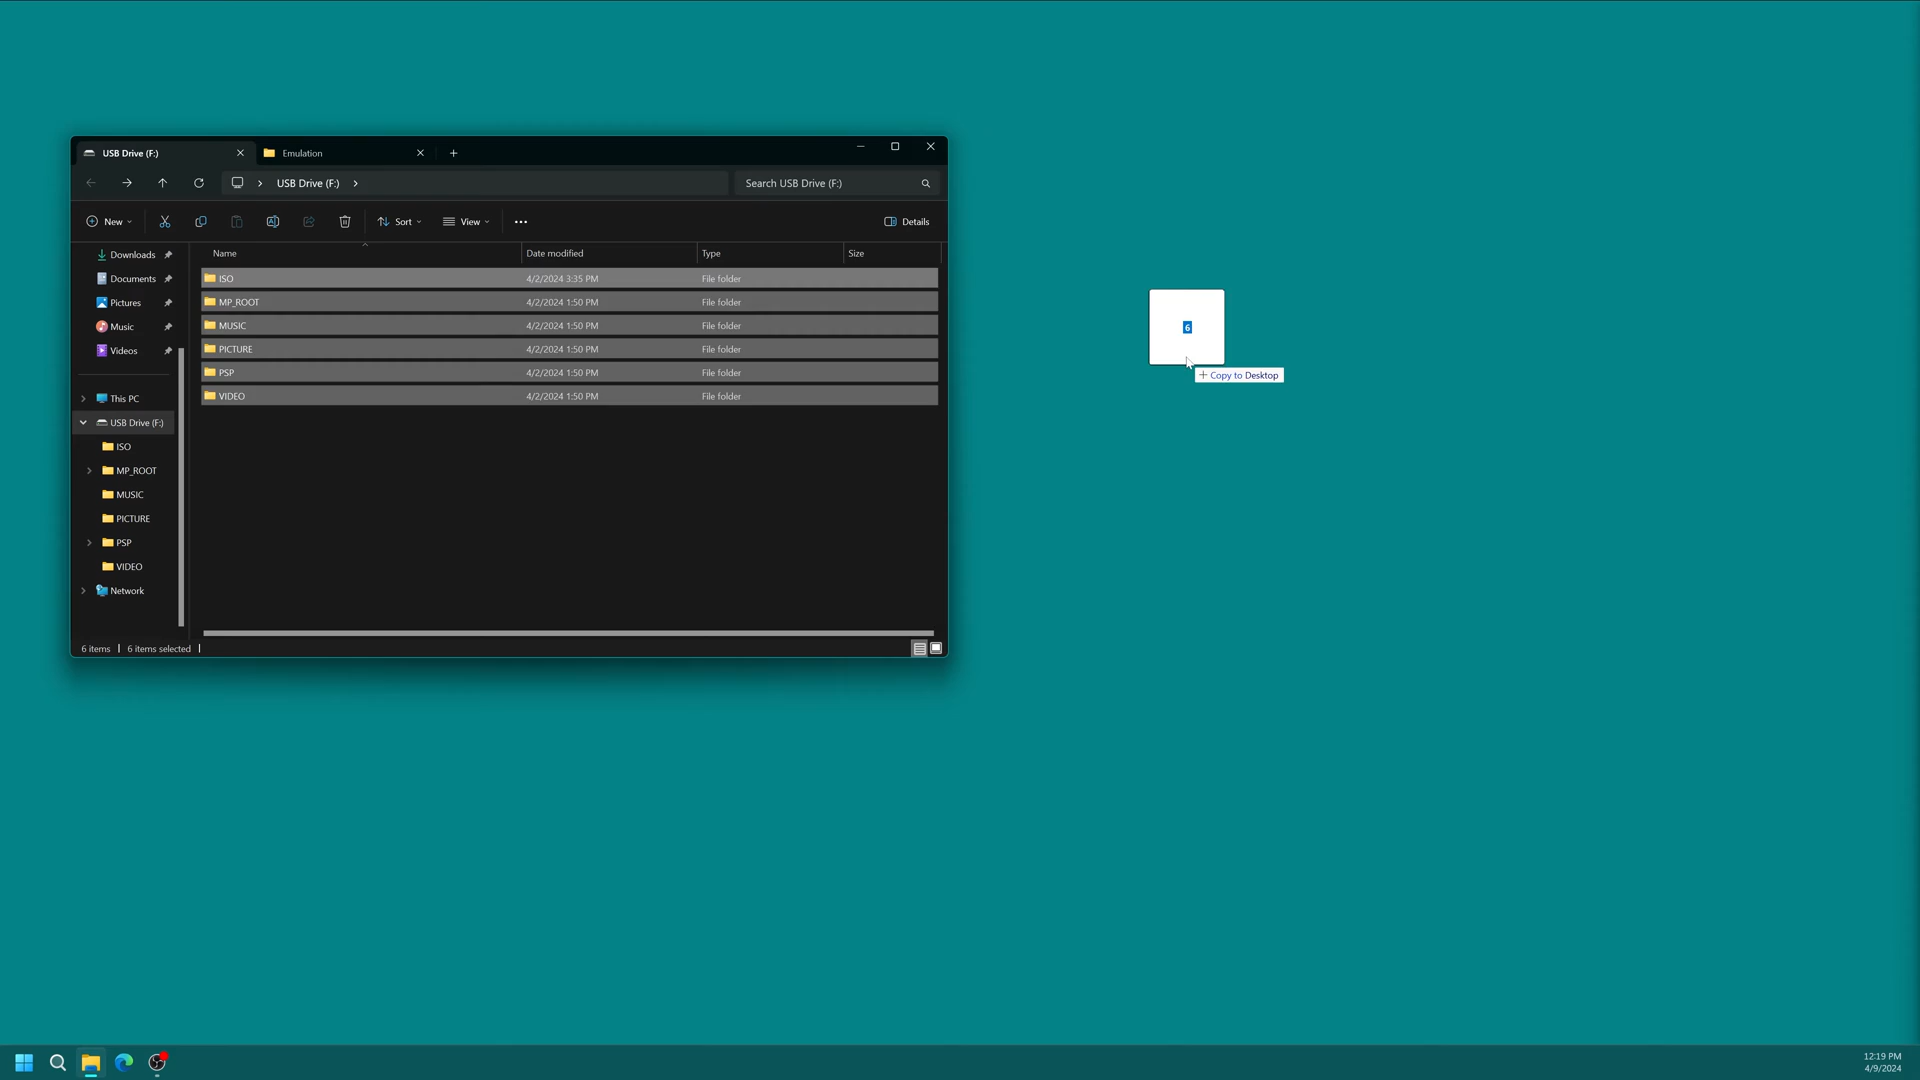 USB Drive (F:)
Emulation
USB Drive (F:)
Search USB Drive (F:)
New
Sort
View
Details
Name
Date modified
Type
Size
Downloads
Documents
Pictures
Music
Videos
This PC
USB Drive (F:)
ISO
MP_ROOT
MUSIC
PICTURE
PSP
VIDEO
Network
ISO 4/2/2024 3:35 PM File folder
MP_ROOT 4/2/2024 1:50 PM File folder
MUSIC 4/2/2024 1:50 PM File folder
PICTURE 4/2/2024 1:50 PM File folder
PSP 4/2/2024 1:50 PM File folder
VIDEO 4/2/2024 1:50 PM File folder
6 items
6 items selected
6
+ Copy to Desktop
12:19 PM
4/9/2024